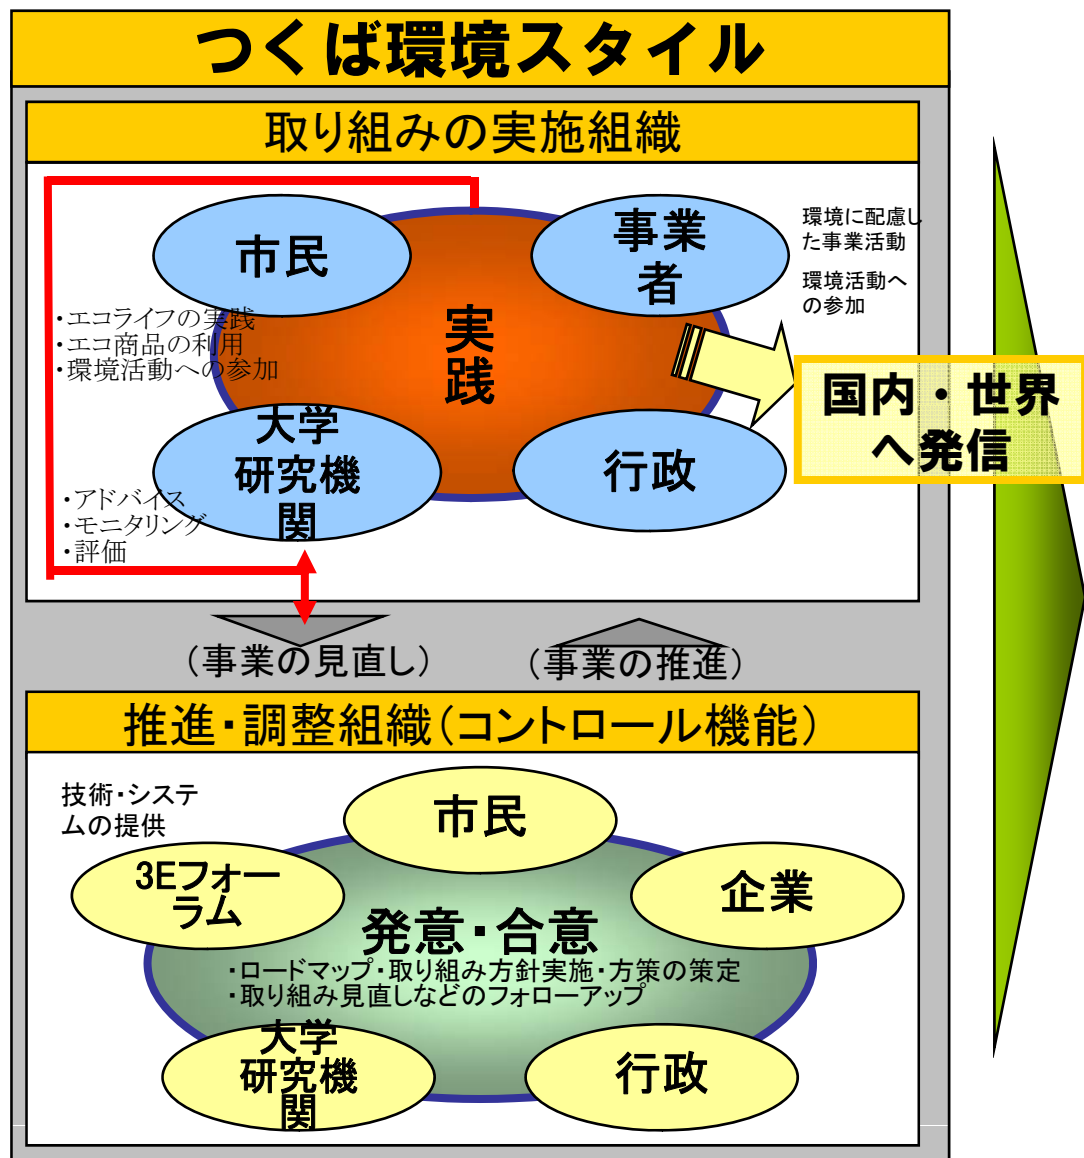 つくば環境スタイル
取り組みの実施組織
市民
事業
者
環境に配慮し
た事業活動
環境活動へ
の参加
・エコライフの実践
・エコ商品の利用
・環境活動への参加
実
践
国内・世界
へ発信
大学
研究機
関
行政
・アドバイス
・モニタリング
・評価
（事業の見直し）
（事業の推進）
推進・調整組織（コントロール機能）
技術・システ
ムの提供
市民
3Eフォー
ラム
企業
発意・合意
・ロードマップ・取り組み方針実施・方策の策定
・取り組み見直しなどのフォローアップ
大学
研究機
関
行政